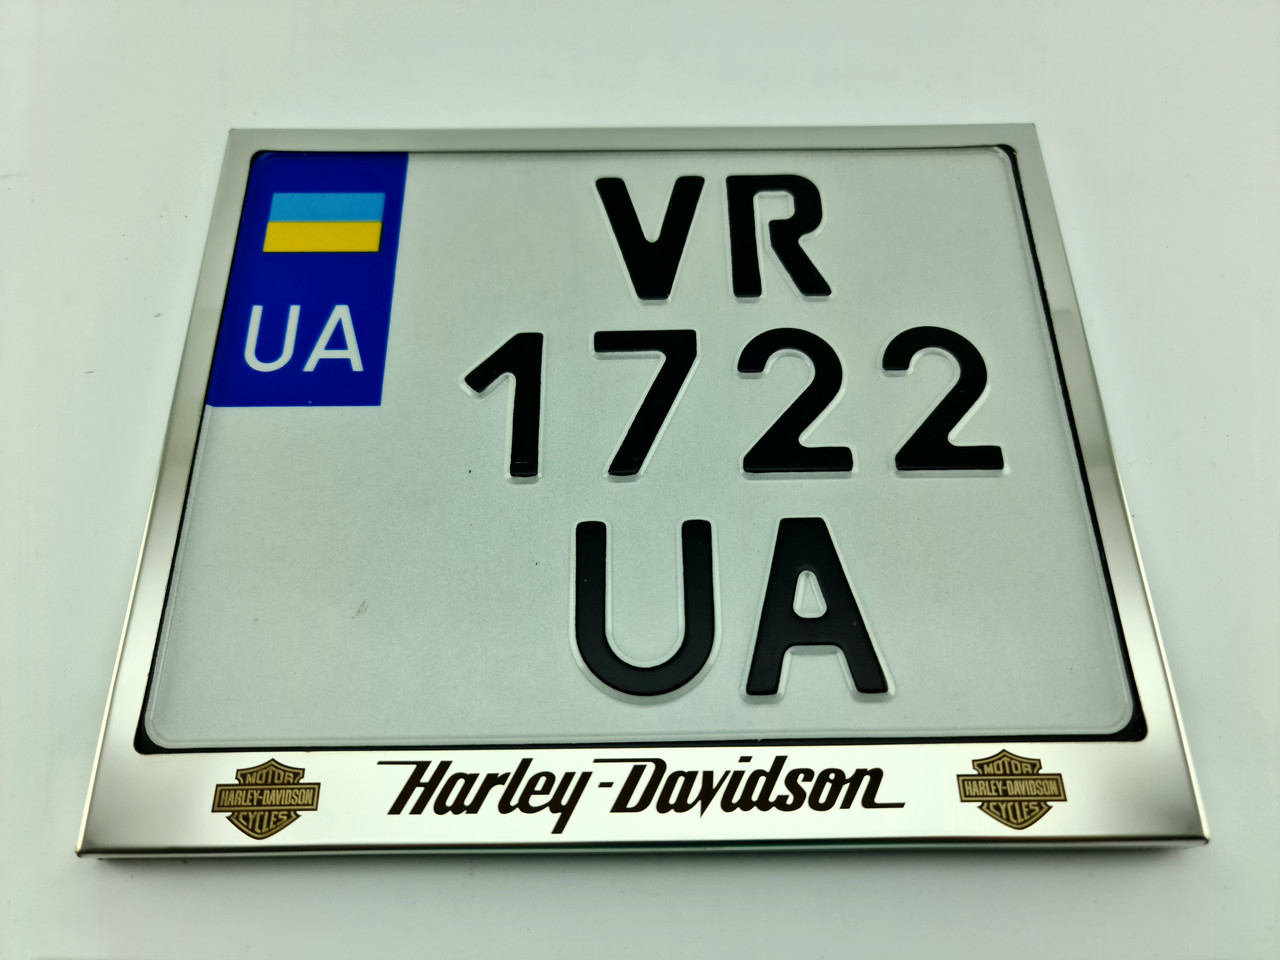 UA
VR
1722
UA
MOTOR
HARLEY-DAVIDSON
CYCLES
Harley-Davidson
MOTOR
HARLEY-DAVIDSON
CYCLES